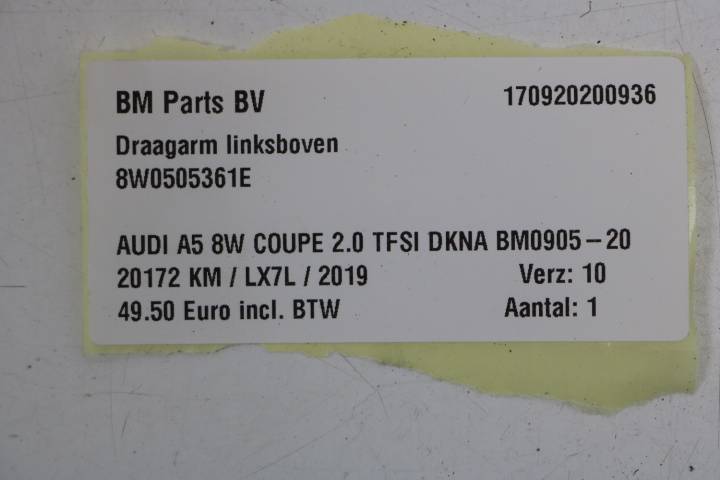 BM Parts BV 170920200936
Draagarm linksboven
8W0505361E
AUDI A5 8W COUPE 2.0 TFSI DKNA BM0905-20
20172 KM / LX7L / 2019 Verz: 10
49.50 Euro incl. BTW Aantal: 1